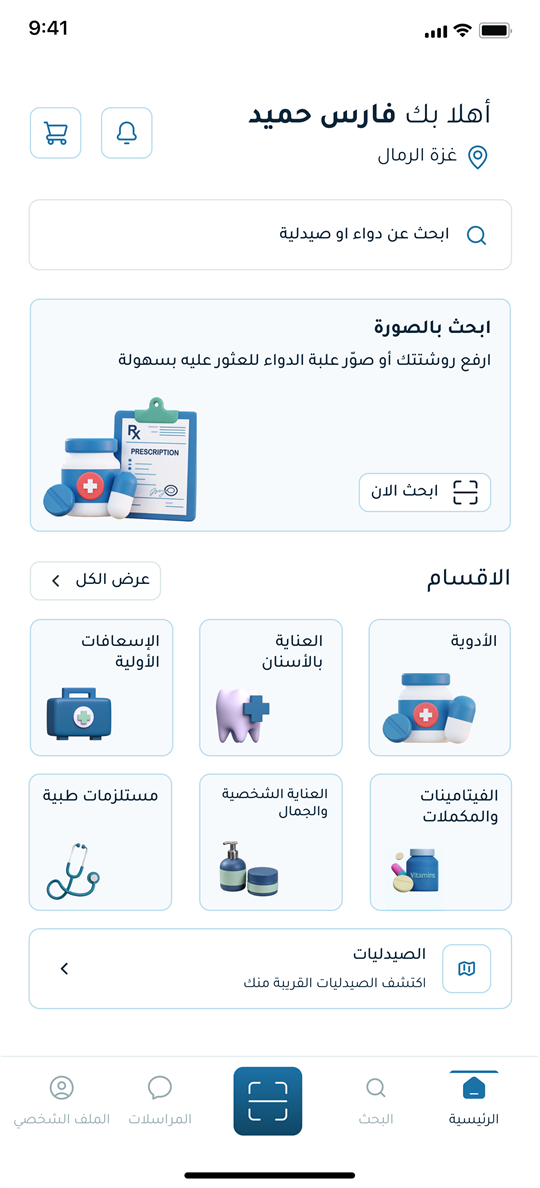 9:41
أهلا بك فارس حميد
غزة الرمال
ابحث عن دواء او صيدلية
ابحث بالصورة
ارفع روشتتك أو صوّر علبة الدواء للعثور عليه بسهولة
Rx
PRESCRIPTION
ابحث الان
الاقسام
عرض الكل
الأدوية
العناية
بالأسنان
الإسعافات
الأولية
الفيتامينات
والمكملات
Vitamins
العناية الشخصية
والجمال
مستلزمات طبية
الصيدليات
اكتشف الصيدليات القريبة منك
الرئيسية
البحث
المراسلات
الملف الشخصي